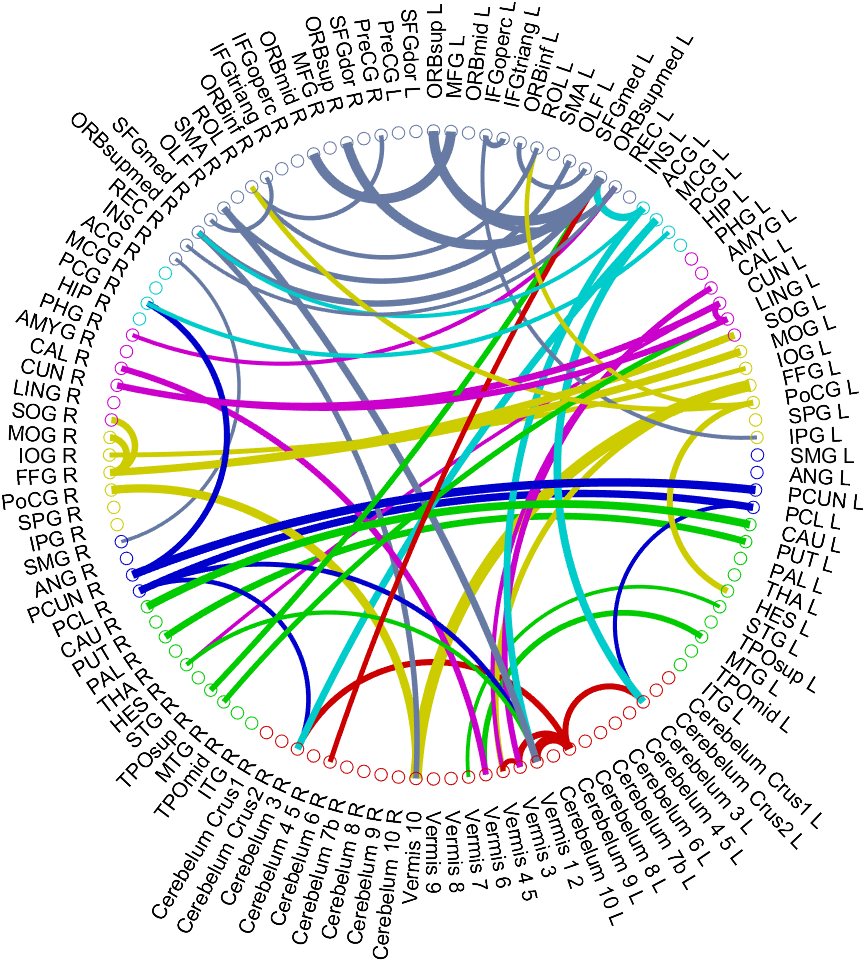 ORBsup L
MFG L
ORBmid L
IFGoperc L
IFGtriang L
ORBinf L
ROL L
SMA L
OLF L
SFGmed L
ORBsupmed L
REC L
INS L
ACG L
MCG L
PCG L
HIP L
PHG L
AMYG L
CAL L
CUN L
LING L
SOG L
MOG L
IOG L
FFG L
PoCG L
SPG L
IPG L
SMG L
ANG L
PCUN L
PCL L
CAU L
PUT L
PAL L
THA L
HES L
STG L
TPOsup L
MTG L
TPOmid L
ITG L
Cerebelum Crus1 L
Cerebelum Crus2 L
Cerebelum 3 L
Cerebelum 4 5 L
Cerebelum 6 L
Cerebelum 7b L
Cerebelum 8 L
Cerebelum 9 L
Cerebelum 10 L
Vermis 1 2
Vermis 3
Vermis 4 5
Vermis 6
Vermis 7
Vermis 8
Vermis 9
Vermis 10
Cerebelum 10 R
Cerebelum 9 R
Cerebelum 8 R
Cerebelum 7b R
Cerebelum 6 R
Cerebelum 4 5 R
Cerebelum 3 R
Cerebelum Crus2 R
Cerebelum Crus1 R
ITG R
TPOmid R
MTG R
TPOsup R
STG R
HES R
THA R
PAL R
PUT R
CAU R
PCL R
PCUN R
ANG R
SMG R
IPG R
SPG R
PoCG R
FFG R
IOG R
MOG R
SOG R
LING R
CUN R
CAL R
AMYG R
PHG R
HIP R
PCG R
MCG R
ACG R
INS R
REC R
ORBsupmed R
SFGmed R
OLF R
SMA R
ROL R
ORBinf R
IFGtriang R
IFGoperc R
ORBmid R
MFG R
ORBsup R
SFGdor R
PreCG R
PreCG L
SFGdor L